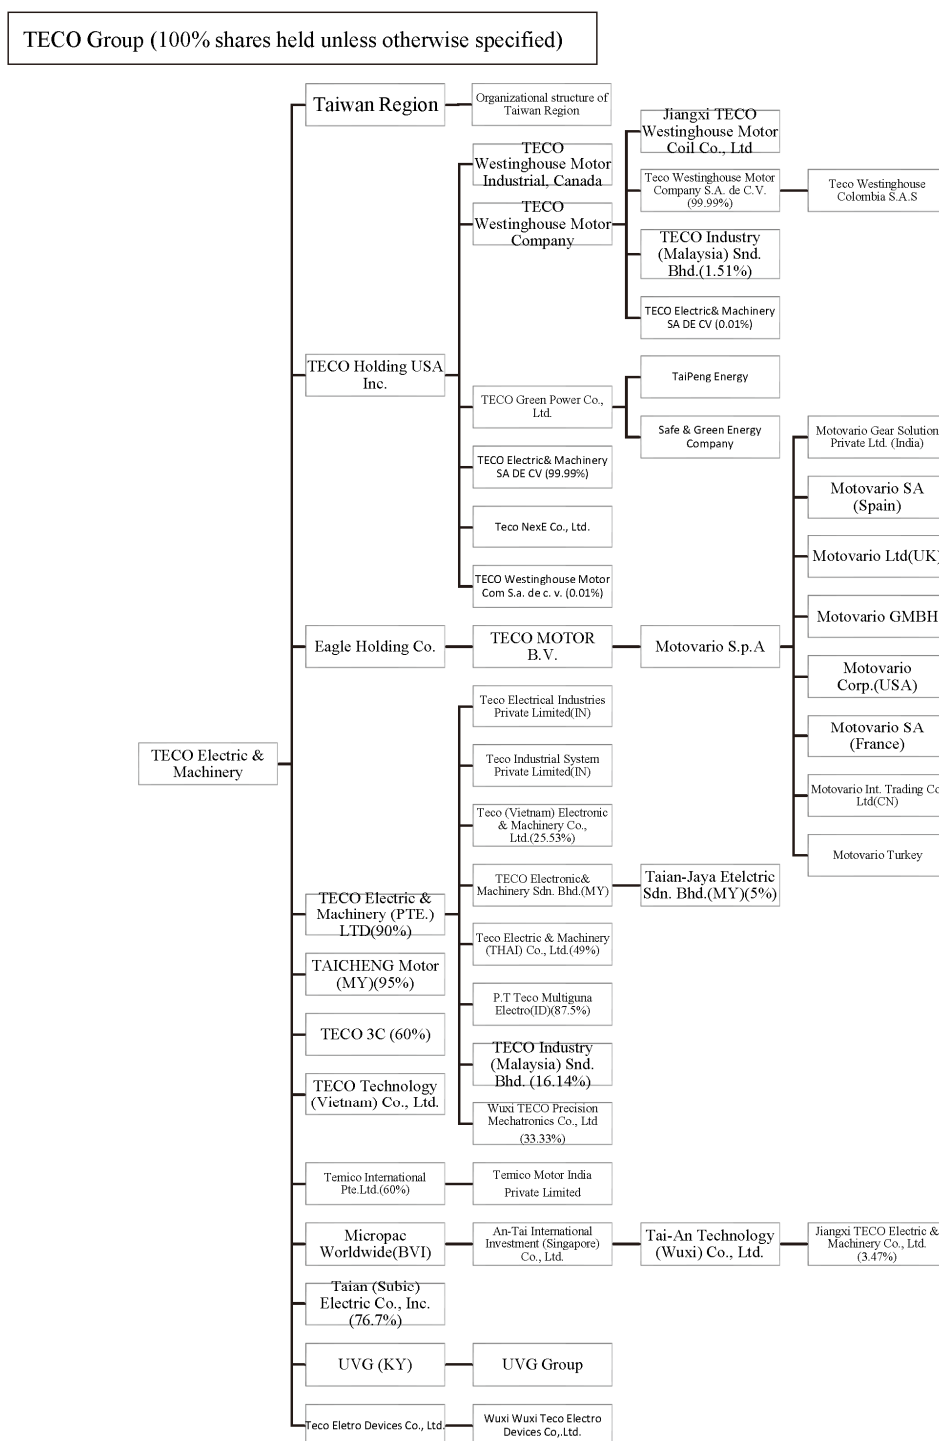 TECO Group (100% shares held unless otherwise specified)
Taiwan Region
Organizational structure of
Taiwan Region
Jiangxi TECO
Westinghouse Motor
Coil Co., Ltd
TECO
Westinghouse Motor
Industrial, Canada
Teco Westinghouse Motor
Company S.A. de C.V.
(99.99%)
Teco Westinghouse
Colombia S.A.S
TECO
Westinghouse Motor
Company
TECO Industry
(Malaysia) Snd.
Bhd.(1.51%)
TECO Electric& Machinery
SA DE CV (0.01%)
TECO Holding USA
Inc.
TaiPeng Energy
TECO Green Power Co.,
Ltd.
Safe & Green Energy
Company
Motovario Gear Solution
Private Ltd. (India)
TECO Electric& Machinery
SA DE CV (99.99%)
Motovario SA
(Spain)
Teco NexE Co., Ltd.
Motovario Ltd(UK)
TECO Westinghouse Motor
Com S.a. de c. v. (0.01%)
Motovario GMBH
Eagle Holding Co.
TECO MOTOR
B.V.
Motovario S.p.A
Motovario
Corp.(USA)
Teco Electrical Industries
Private Limited(IN)
Motovario SA
(France)
TECO Electric &
Machinery
Teco Industrial System
Private Limited(IN)
Motovario Int. Trading Co
Ltd(CN)
Teco (Vietnam) Electronic
& Machinery Co.,
Ltd.(25.53%)
Motovario Turkey
TECO Electronic&
Machinery Sdn. Bhd.(MY)
Taian-Jaya Etelctric
Sdn. Bhd.(MY)(5%)
TECO Electric &
Machinery (PTE.)
LTD(90%)
Teco Electric & Machinery
(THAI) Co., Ltd.(49%)
TAICHENG Motor
(MY)(95%)
P.T Teco Multiguna
Electro(ID)(87.5%)
TECO 3C (60%)
TECO Industry
(Malaysia) Snd.
Bhd. (16.14%)
TECO Technology
(Vietnam) Co., Ltd.
Wuxi TECO Precision
Mechatronics Co., Ltd
(33.33%)
Temico International
Pte.Ltd.(60%)
Temico Motor India
Private Limited
Micropac
Worldwide(BVI)
An-Tai International
Investment (Singapore)
Co., Ltd.
Tai-An Technology
(Wuxi) Co., Ltd.
Jiangxi TECO Electric &
Machinery Co., Ltd.
(3.47%)
Taian (Subic)
Electric Co., Inc.
(76.7%)
UVG (KY)
UVG Group
Teco Eletro Devices Co., Ltd.
Wuxi Wuxi Teco Electro
Devices Co,.Ltd.